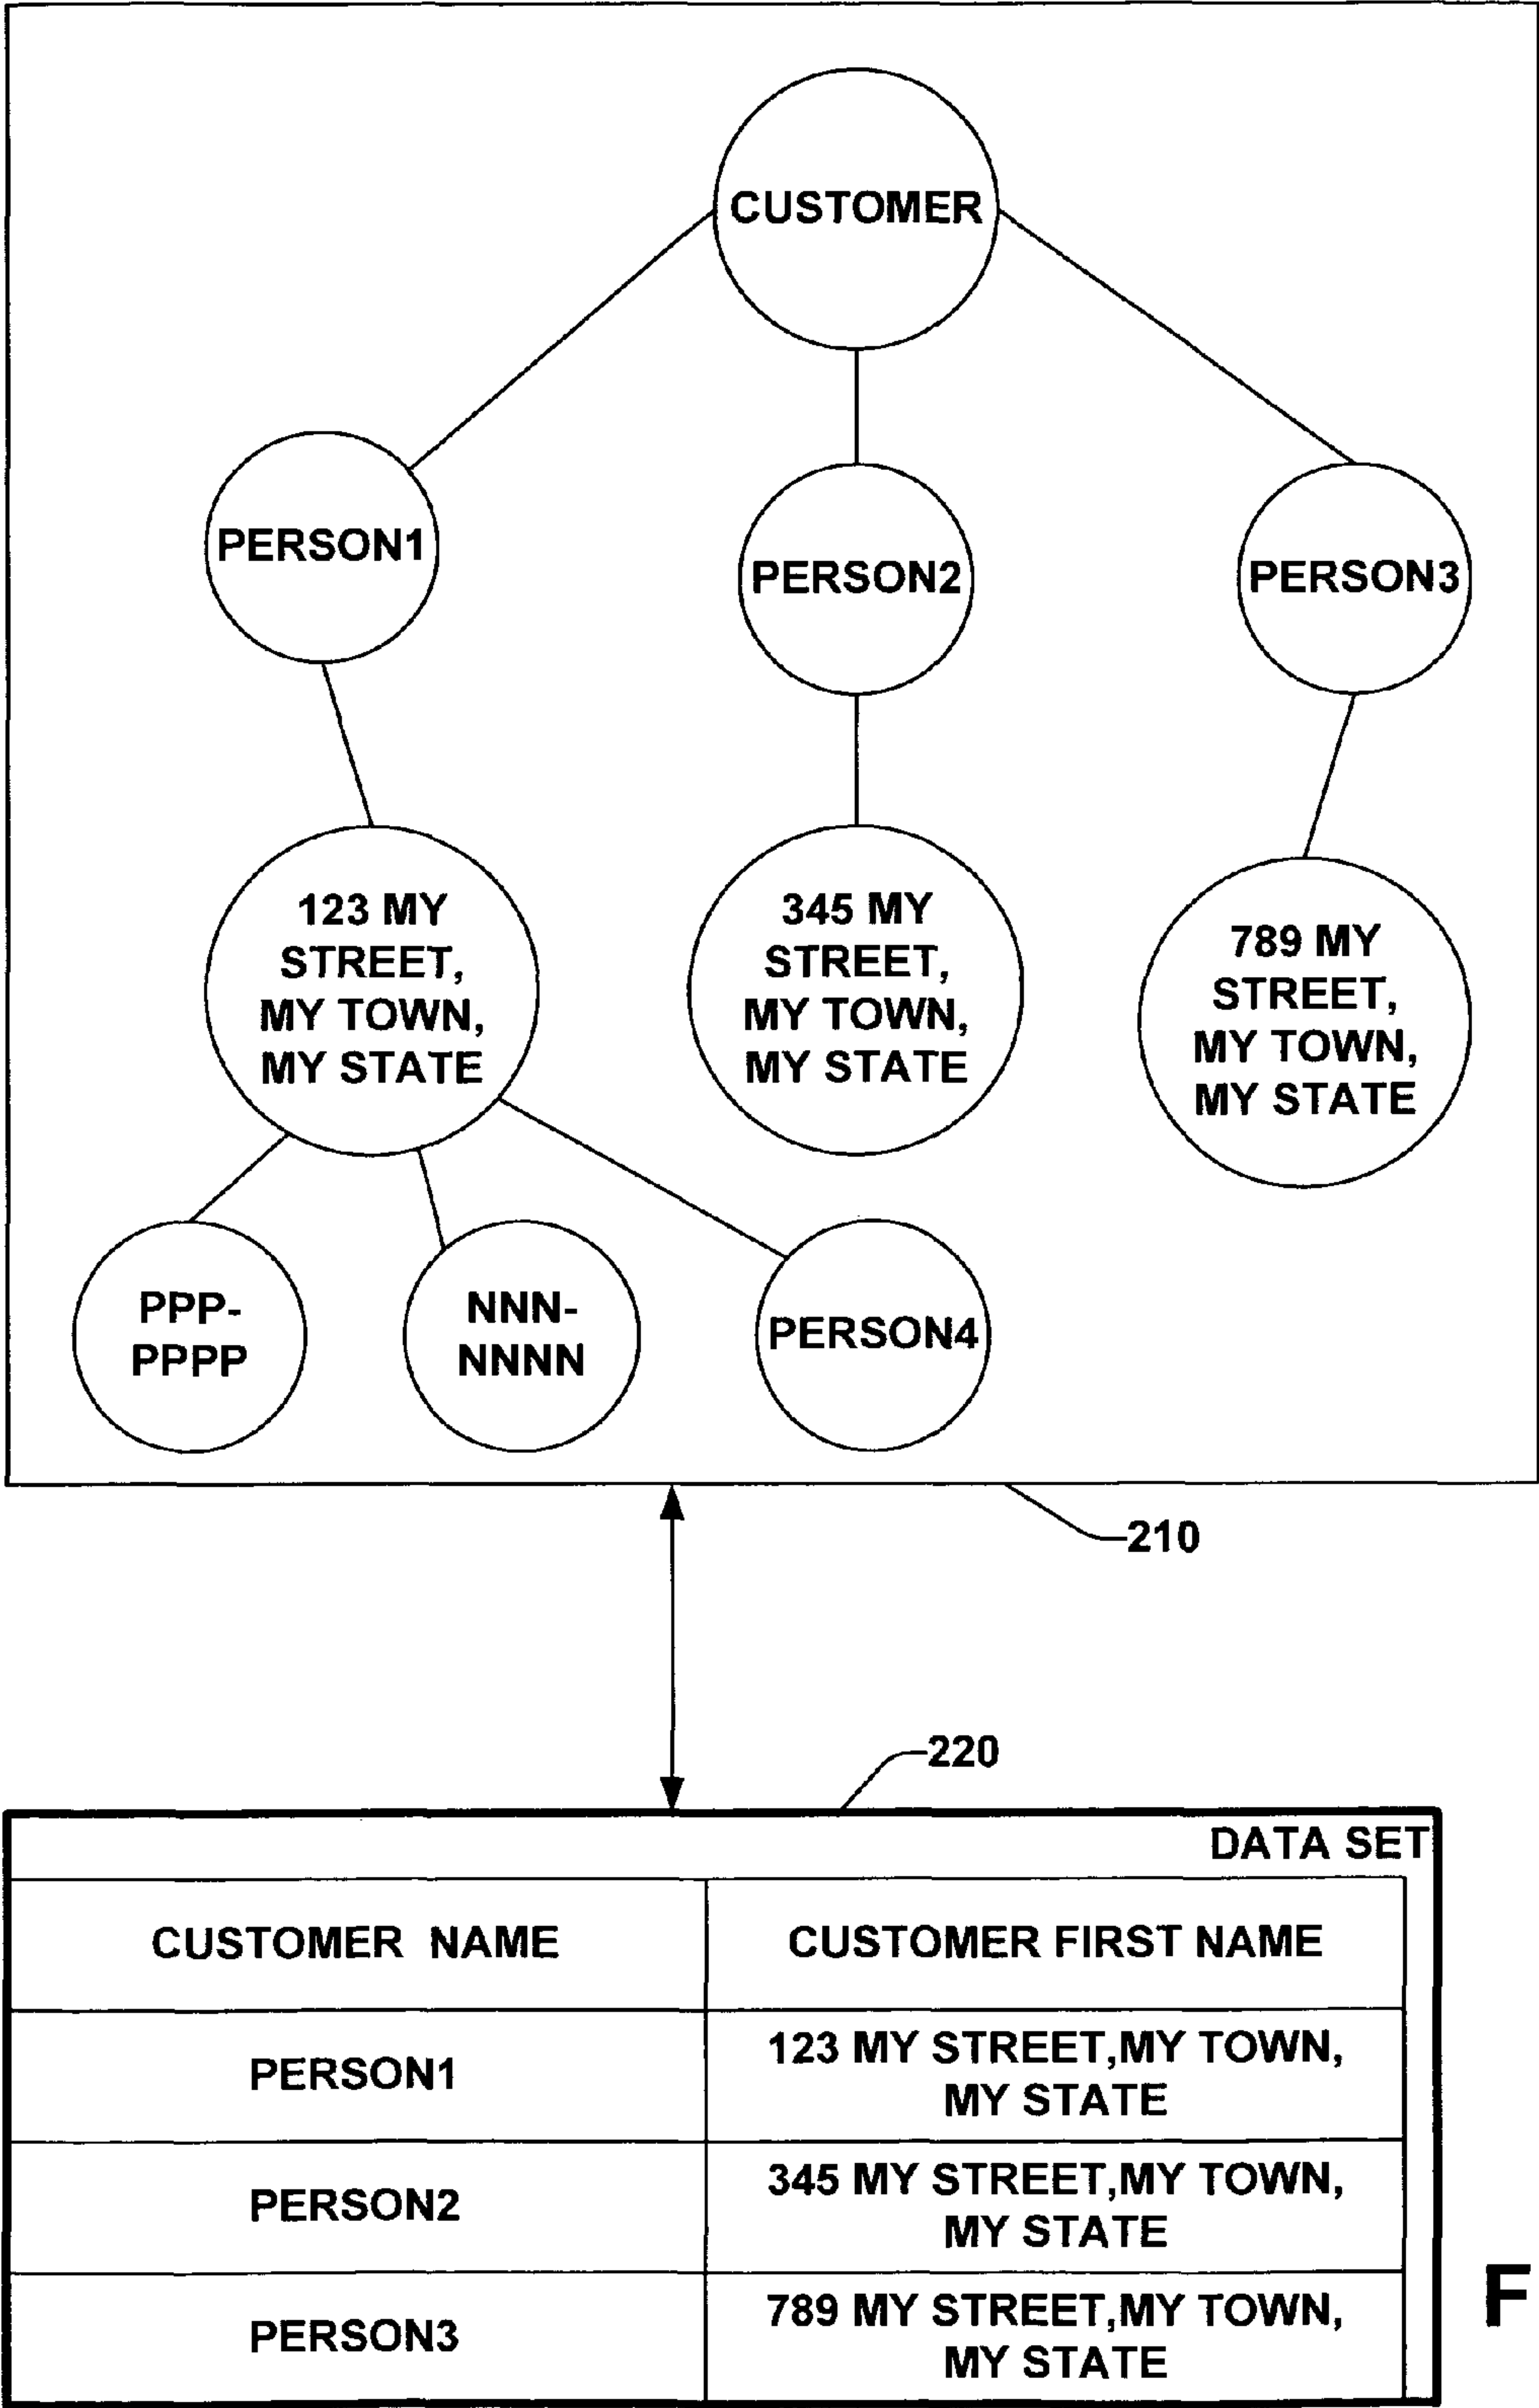 CUSTOMER
PERSON1
PERSON2
PERSON3
123 MY
STREET,
MY TOWN,
MY STATE
345 MY
STREET,
MY TOWN,
MY STATE
789 MY
STREET,
MY TOWN,
MY STATE
PPP-
PPPP
NNN-
NNNN
PERSON4
210
220
DATA SET
CUSTOMER NAME
CUSTOMER FIRST NAME
PERSON1
123 MY STREET,MY TOWN,
MY STATE
PERSON2
345 MY STREET,MY TOWN,
MY STATE
PERSON3
789 MY STREET,MY TOWN,
MY STATE
F